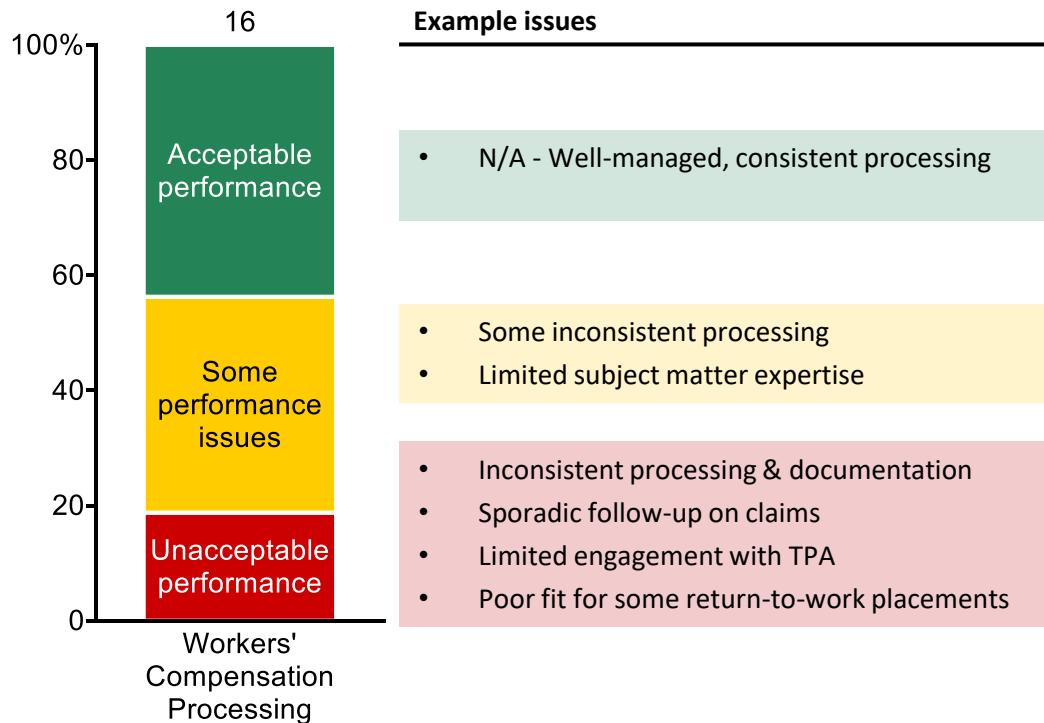 16
Example issues
100%
80
60
40
20
0
Acceptable
performance
Some
performance
issues
Unacceptable
performance
Workers'
Compensation
Processing
• N/A - Well-managed, consistent processing
• Some inconsistent processing
• Limited subject matter expertise
• Inconsistent processing & documentation
• Sporadic follow-up on claims
• Limited engagement with TPA
• Poor fit for some return-to-work placements